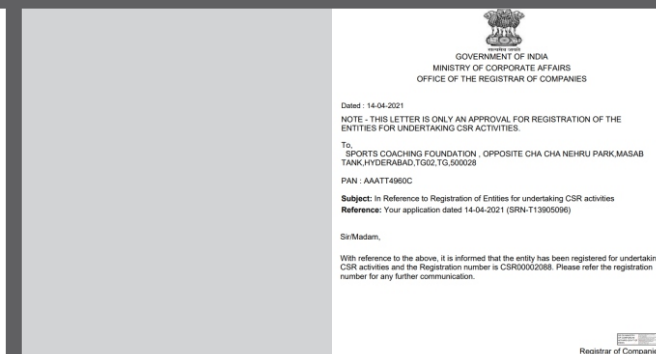 GOVERNMENT OF INDIA
MINISTRY OF CORPORATE AFFAIRS
OFFICE OF THE REGISTRAR OF COMPANIES
Dated : 14-04-2021
NOTE - THIS LETTER IS ONLY AN APPROVAL FOR REGISTRATION OF THE
ENTITIES FOR UNDERTAKING CSR ACTIVITIES.
To,
SPORTS COACHING FOUNDATION , OPPOSITE CHA CHA NEHRU PARK,MASAB
TANK,HYDERABAD,TG02,TG,500028
PAN : AAATT4960C
Subject: In Reference to Registration of Entities for undertaking CSR activities
Reference: Your application dated 14-04-2021 (SRN-T13905096)
Sir/Madam,
With reference to the above, it is informed that the entity has been registered for undertakin
CSR activities and the Registration number is CSR00002088. Please refer the registration
number for any further communication.
Registrar of Companie